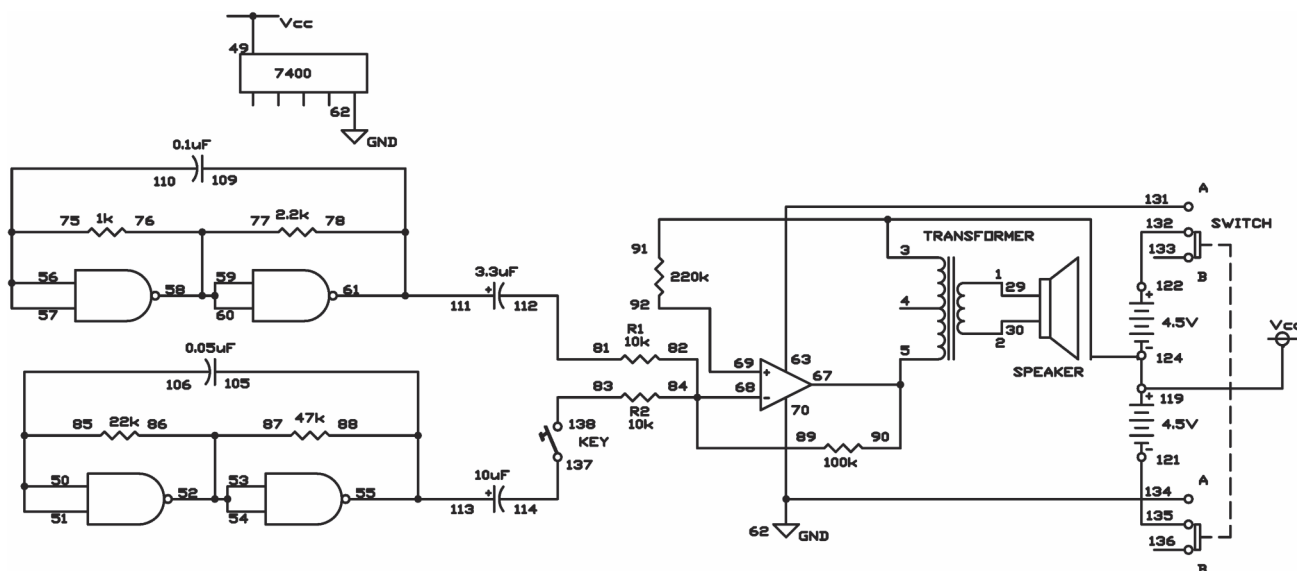 Vcc
49
7400
62
GND
0.1uF
110 109
75 1k 76 77 2.2k 78
56
57
58
59
60
61
3.3uF
111 112
0.05uF
106 105
85 22k 86 87 47k 88
50
51
52
53
54
55
10uF
113 114
R1
10k
81 82
83 84
R2
10k
138
KEY
137
91
220k
92
69 +
68 -
63
67
70
89 90
100k
62 GND
TRANSFORMER
3
4
5
1
29
30
2
SPEAKER
131 A
132 SWITCH
133
B
122
+
4.5V
-
124
Vcc
+ 119
4.5V
-
121
134 A
135
136
B